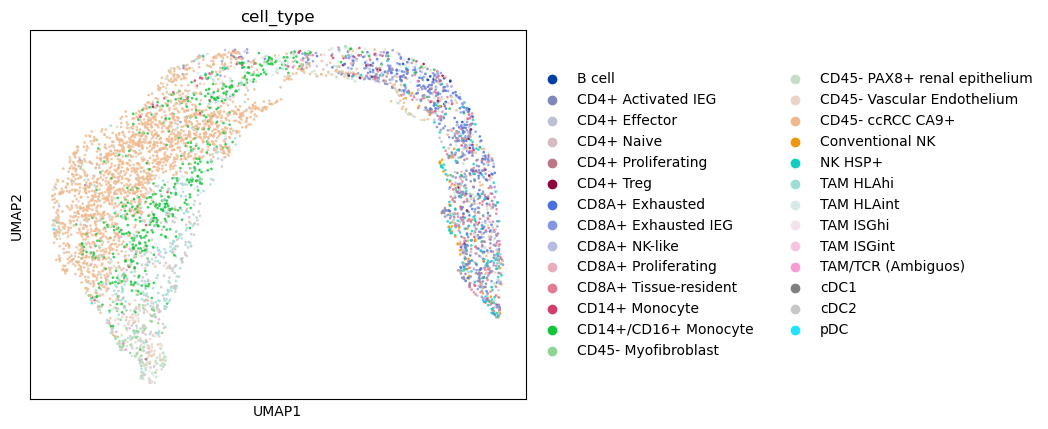 cell_type
UMAP2
UMAP1
B cell
CD4+ Activated IEG
CD4+ Effector
CD4+ Naive
CD4+ Proliferating
CD4+ Treg
CD8A+ Exhausted
CD8A+ Exhausted IEG
CD8A+ NK-like
CD8A+ Proliferating
CD8A+ Tissue-resident
CD14+ Monocyte
CD14+/CD16+ Monocyte
CD45- Myofibroblast
CD45- PAX8+ renal epithelium
CD45- Vascular Endothelium
CD45- ccRCC CA9+
Conventional NK
NK HSP+
TAM HLAhi
TAM HLAint
TAM ISGhi
TAM ISGint
TAM/TCR (Ambiguos)
cDC1
cDC2
pDC